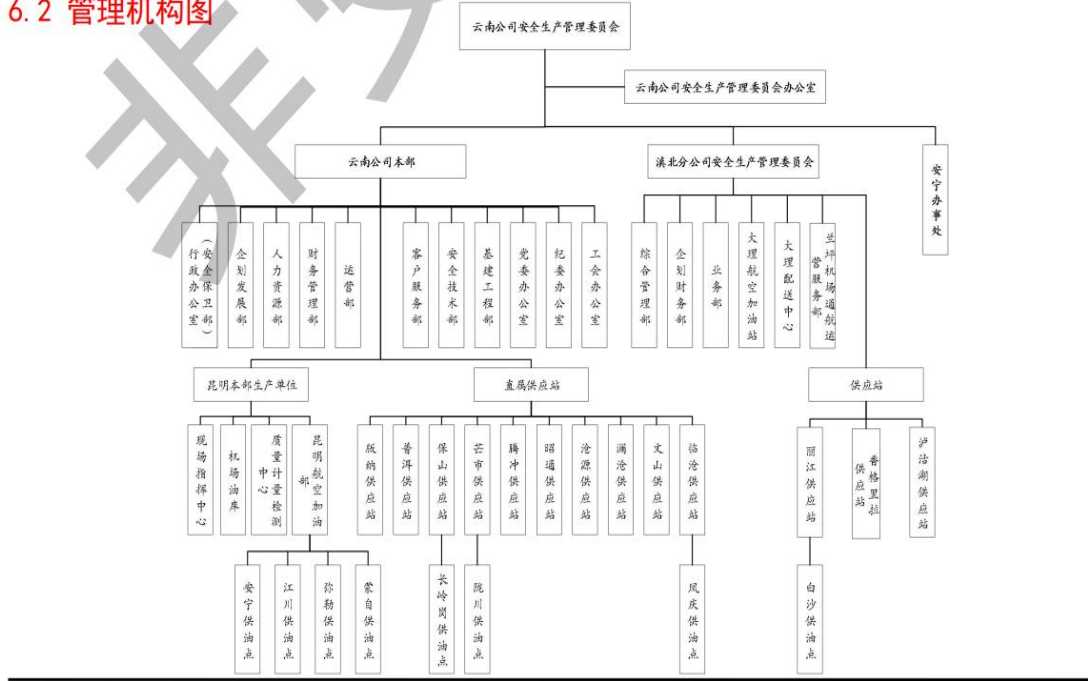 6.2 管理机构图
云南公司安全生产管理委员会
云南公司安全生产管理委员会办公室
云南公司本部
滇北分公司安全生产管理委员会
安宁办事处
行政办公室
（安全保卫部）
企划发展部
人力资源部
财务管理部
运营部
客户服务部
安全技术部
基建工程部
党委办公室
纪委办公室
工会办公室
综合管理部
企划财务部
业务部
大理航空加油站
大理配送中心
兰坪机场通航运
营服务部
昆明本部生产单位
直属供应站
供应站
现场指挥中心
机场油库
质量计量检测
中心
昆明航空加油
部
版纳供应站
普洱供应站
保山供应站
芒市供应站
腾冲供应站
昭通供应站
沧源供应站
澜沧供应站
文山供应站
临沧供应站
丽江供应站
香格里拉
供应站
泸沽湖供应站
安宁供油点
江川供油点
弥勒供油点
蒙自供油点
长岭岗供油点
陇川供油点
凤庆供油点
白沙供油点